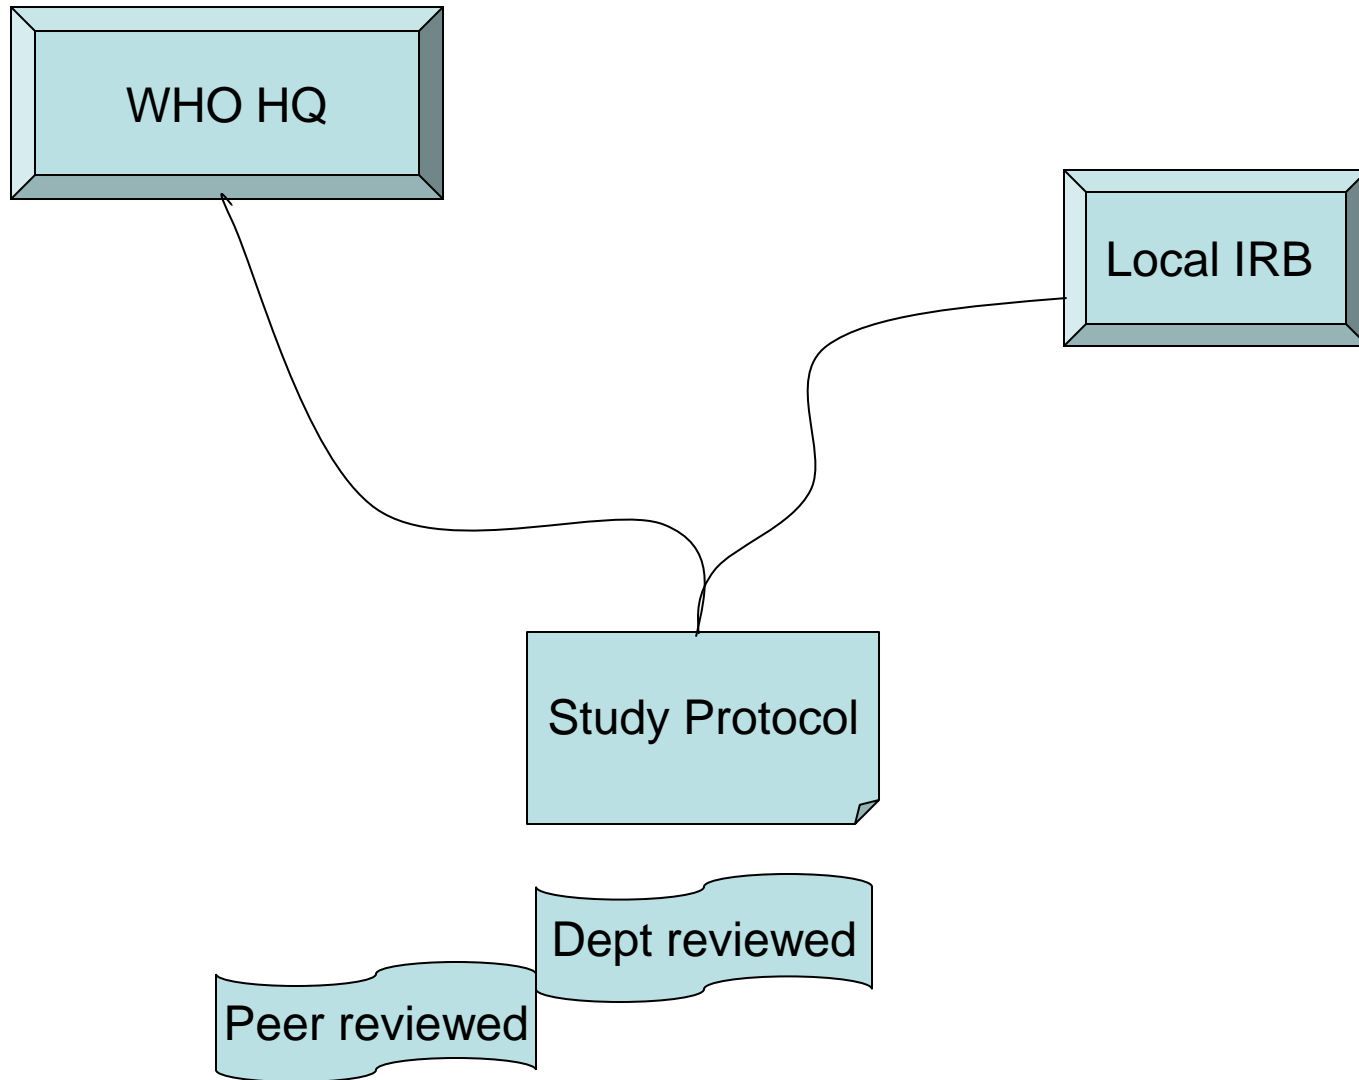 WHO HQ
Local IRB
Study Protocol
Dept reviewed
Peer reviewed